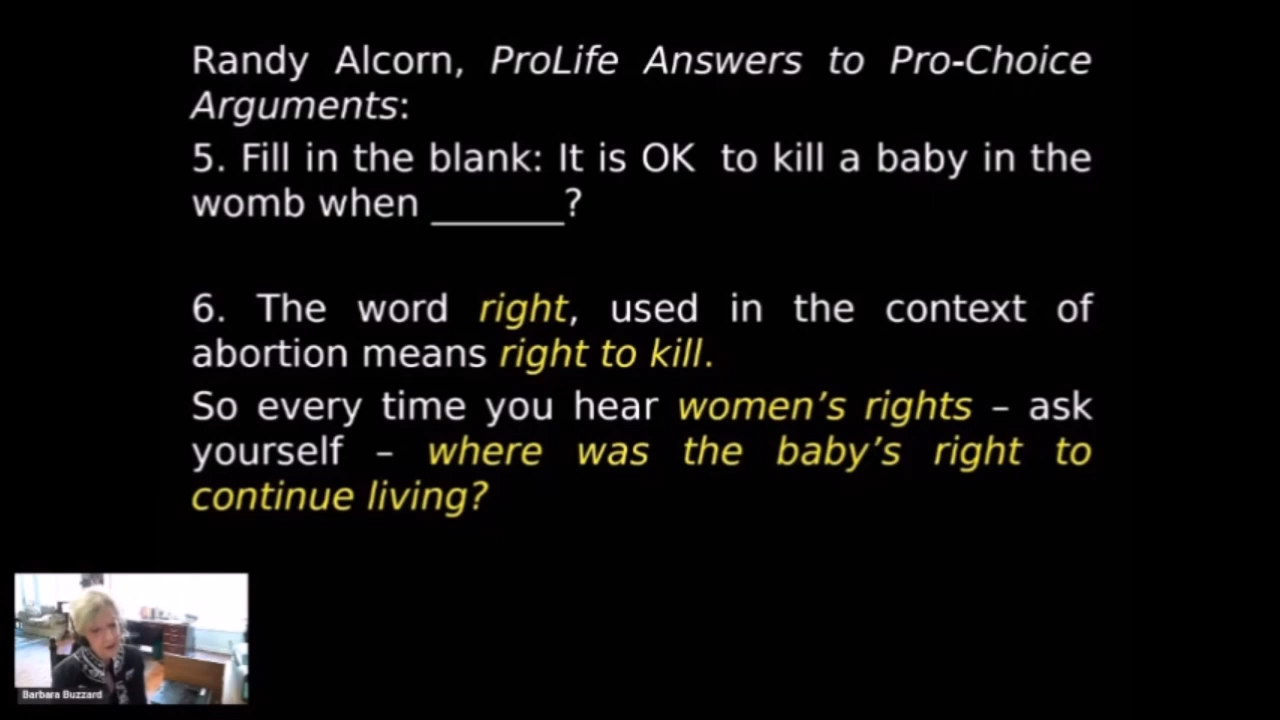 Randy Alcorn, ProLife Answers to Pro-Choice
Arguments:
5. Fill in the blank: It is OK  to kill a baby in the
womb when _______?
6. The word right, used in the context of
abortion means right to kill.
So every time you hear women’s rights – ask
yourself – where was the baby’s right to
continue living?
Barbara Buzzard